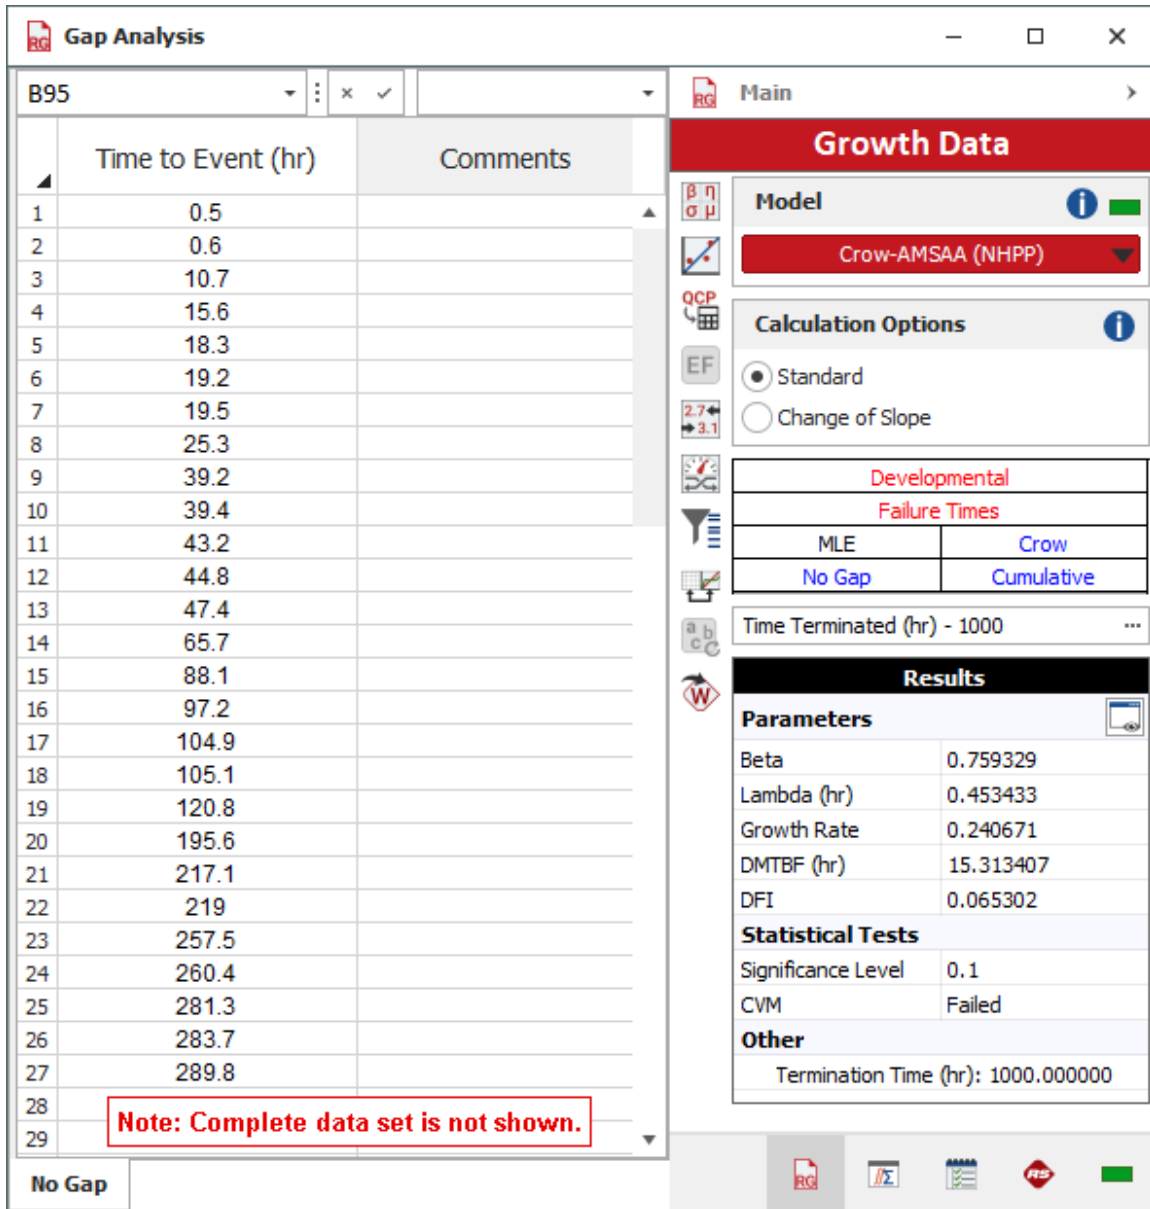 RG Gap Analysis
B95
Time to Event (hr) Comments
1 0.5
2 0.6
3 10.7
4 15.6
5 18.3
6 19.2
7 19.5
8 25.3
9 39.2
10 39.4
11 43.2
12 44.8
13 47.4
14 65.7
15 88.1
16 97.2
17 104.9
18 105.1
19 120.8
20 195.6
21 217.1
22 219
23 257.5
24 260.4
25 281.3
26 283.7
27 289.8
28
29
Note: Complete data set is not shown.
No Gap
RG Main
Growth Data
β η
σ μ
QCP
EF
2.7
3.1
a b
c
W
Model
Crow-AMSAA (NHPP)
Calculation Options
Standard
Change of Slope
Developmental
Failure Times
MLE Crow
No Gap Cumulative
Time Terminated (hr) - 1000 ...
Results
Parameters
Beta 0.759329
Lambda (hr) 0.453433
Growth Rate 0.240671
DMTBF (hr) 15.313407
DFI 0.065302
Statistical Tests
Significance Level 0.1
CVM Failed
Other
Termination Time (hr): 1000.000000
RG
RS